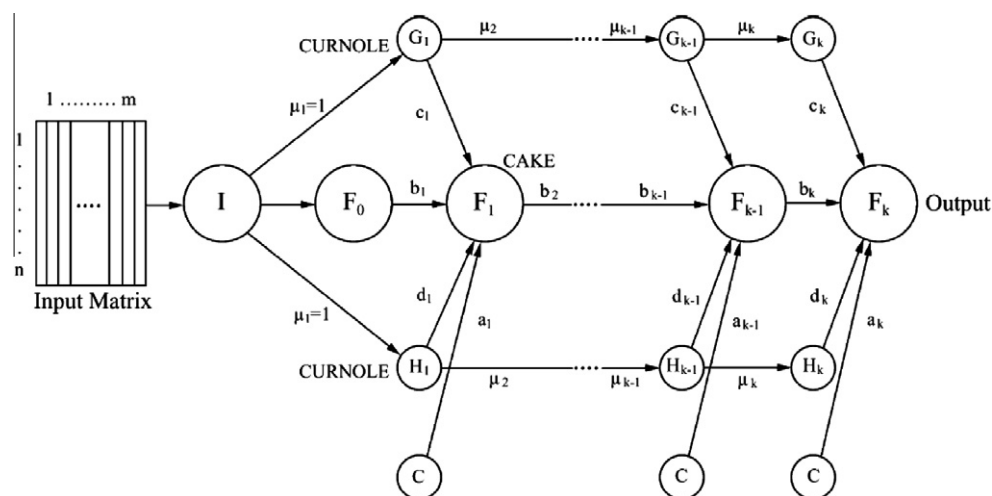 G₁ μ₂ ···· μₖ₋₁ Gₖ₋₁ μₖ Gₖ
CURNOLE
1 ......... m
μ₁=1
c₁ cₖ₋₁ cₖ
1
.
.
.
.
.
.
n
CAKE
.... I F₀ b₁ F₁ b₂ ···· bₖ₋₁ Fₖ₋₁ bₖ Fₖ Output
Input Matrix
d₁ dₖ₋₁ dₖ
μ₁=1
a₁ aₖ₋₁ aₖ
CURNOLE
H₁ μ₂ ···· μₖ₋₁ Hₖ₋₁ μₖ Hₖ
C C C